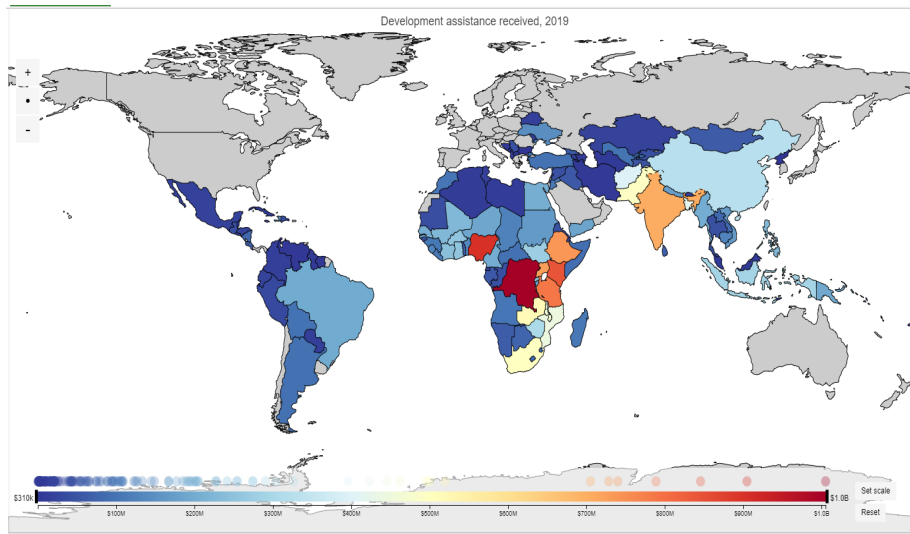 Development assistance received, 2019
+
•
-
$310k
$1.0B
Set scale
$100M $200M $300M $400M $500M $600M $700M $800M $900M $1.0B
Reset